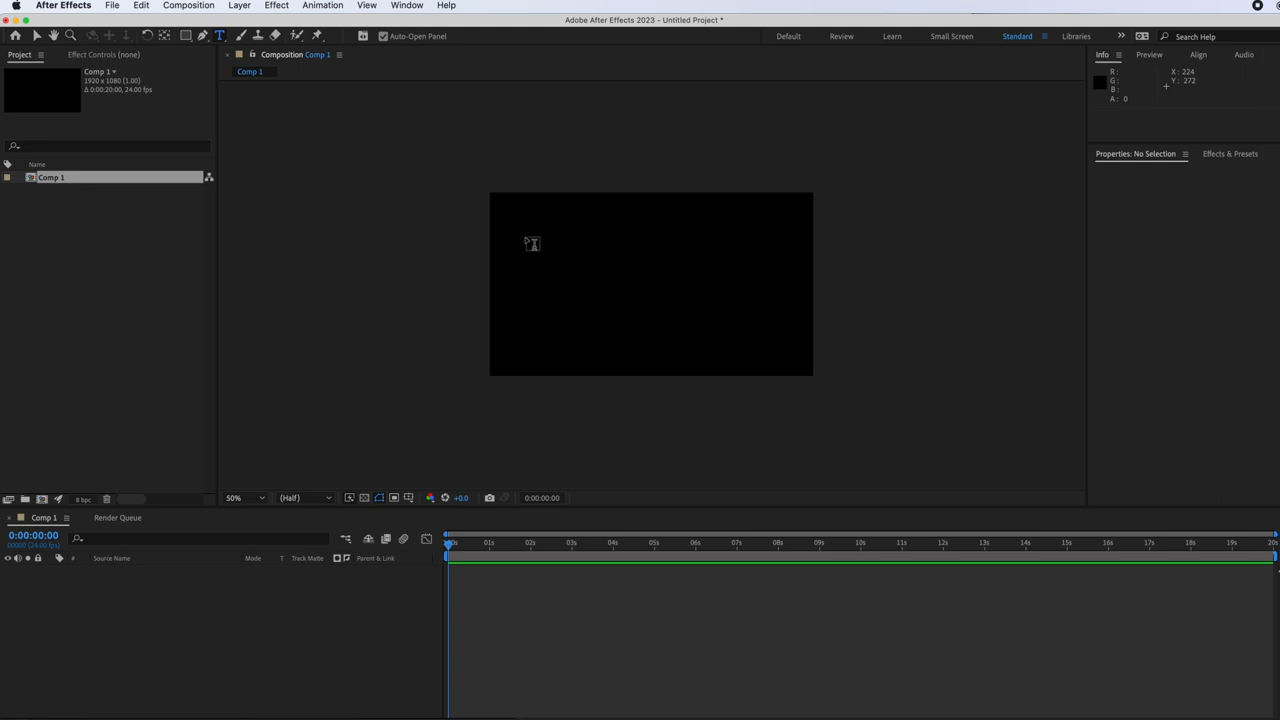 After Effects File Edit Composition Layer Effect Animation View Window Help
Adobe After Effects 2023 - Untitled Project *
T Auto-Open Panel Default Review Learn Small Screen Standard Libraries Search Help
Project Effect Controls (none) Composition Comp 1 Info Preview Align Audio
Comp 1
1920 x 1080 (1.00)
Δ 0:00:20:00, 24.00 fps
Comp 1
R:
G:
B:
A: 0
X: 224
Y: 272
Name
Comp 1
Properties: No Selection Effects & Presets
8 bpc 50% (Half) +0.0 0:00:00:00
Comp 1 Render Queue
0:00:00:00
00000 (24.00 fps)
# Source Name Mode T Track Matte Parent & Link
01s 02s 03s 04s 05s 06s 07s 08s 09s 10s 11s 12s 13s 14s 15s 16s 17s 18s 19s 20s